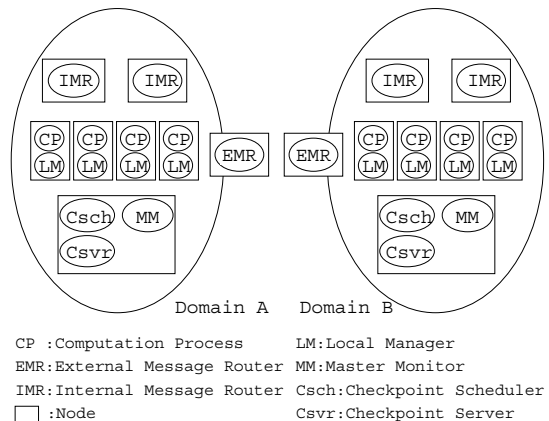 IMR IMR IMR IMR
CP CP CP CP CP CP CP CP
LM LM LM LM EMR EMR LM LM LM LM
Csch MM Csch MM
Csvr Csvr
Domain A Domain B
CP :Computation Process LM:Local Manager
EMR:External Message Router MM:Master Monitor
IMR:Internal Message Router Csch:Checkpoint Scheduler
:Node Csvr:Checkpoint Server